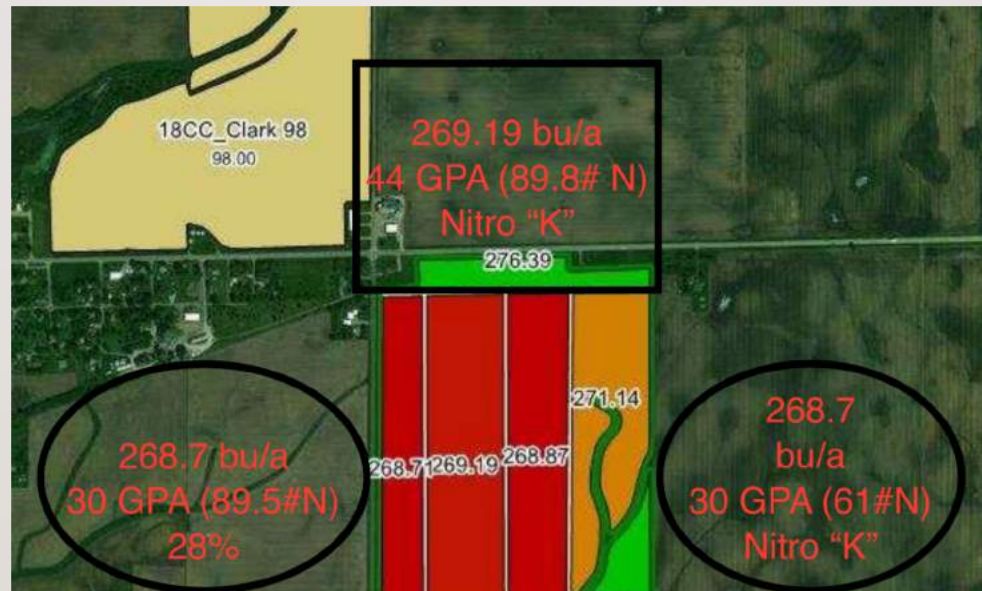 18CC_Clark 98
98.00
269.19 bu/a
44 GPA (89.8# N)
Nitro “K”
276.39
271.14
268.71
269.19
268.87
268.7 bu/a
30 GPA (89.5#N)
28%
268.7
bu/a
30 GPA (61#N)
Nitro “K”